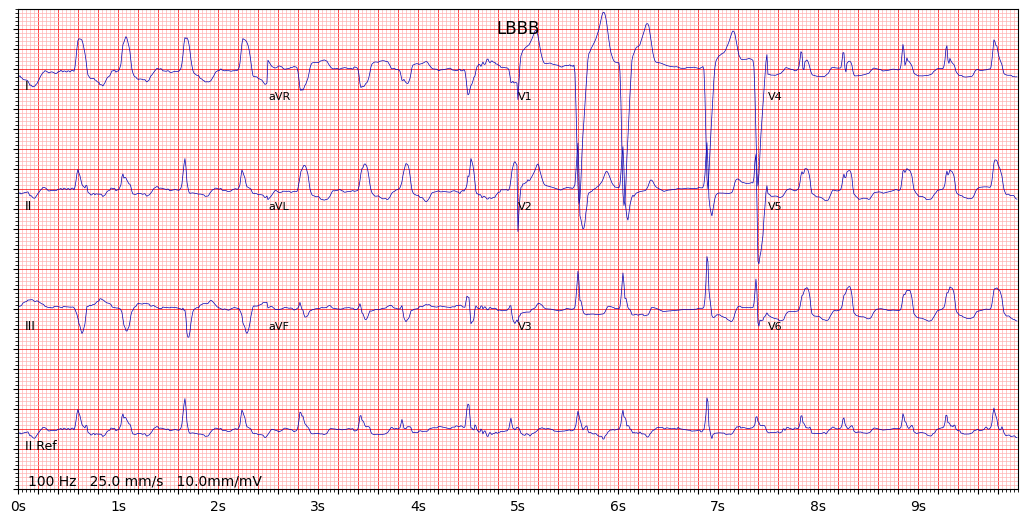 LBBB
I
aVR
V1
V4
II
aVL
V2
V5
III
aVF
V3
V6
II Ref
100 Hz 25.0 mm/s 10.0mm/mV
0s 1s 2s 3s 4s 5s 6s 7s 8s 9s